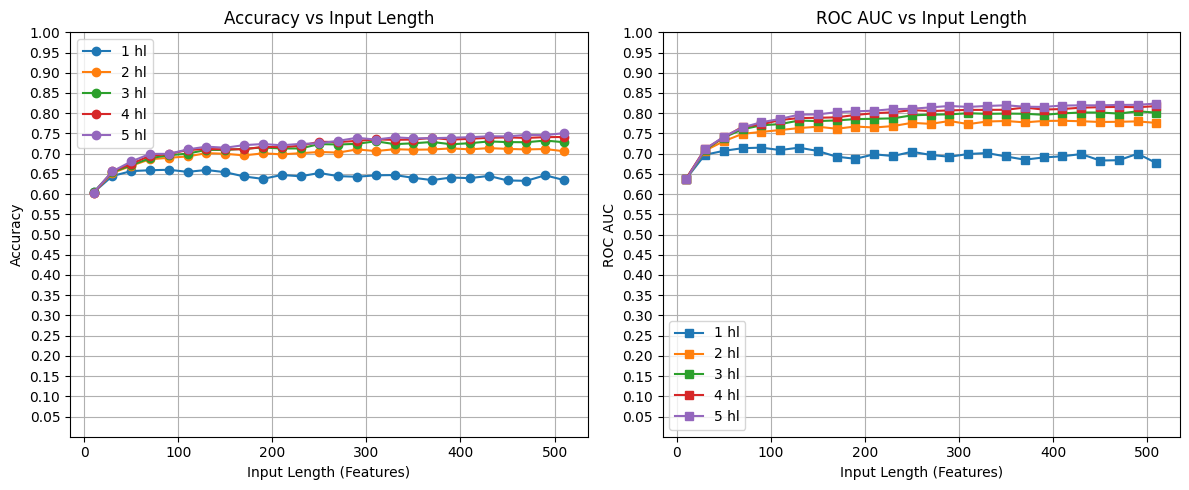 Accuracy vs Input Length
1.00
0.95
0.90
0.85
0.80
0.75
0.70
0.65
0.60
0.55
0.50
0.45
0.40
0.35
0.30
0.25
0.20
0.15
0.10
0.05
Accuracy
1 hl
2 hl
3 hl
4 hl
5 hl
0 100 200 300 400 500
Input Length (Features)
ROC AUC vs Input Length
1.00
0.95
0.90
0.85
0.80
0.75
0.70
0.65
0.60
0.55
0.50
0.45
0.40
0.35
0.30
0.25
0.20
0.15
0.10
0.05
ROC AUC
1 hl
2 hl
3 hl
4 hl
5 hl
0 100 200 300 400 500
Input Length (Features)